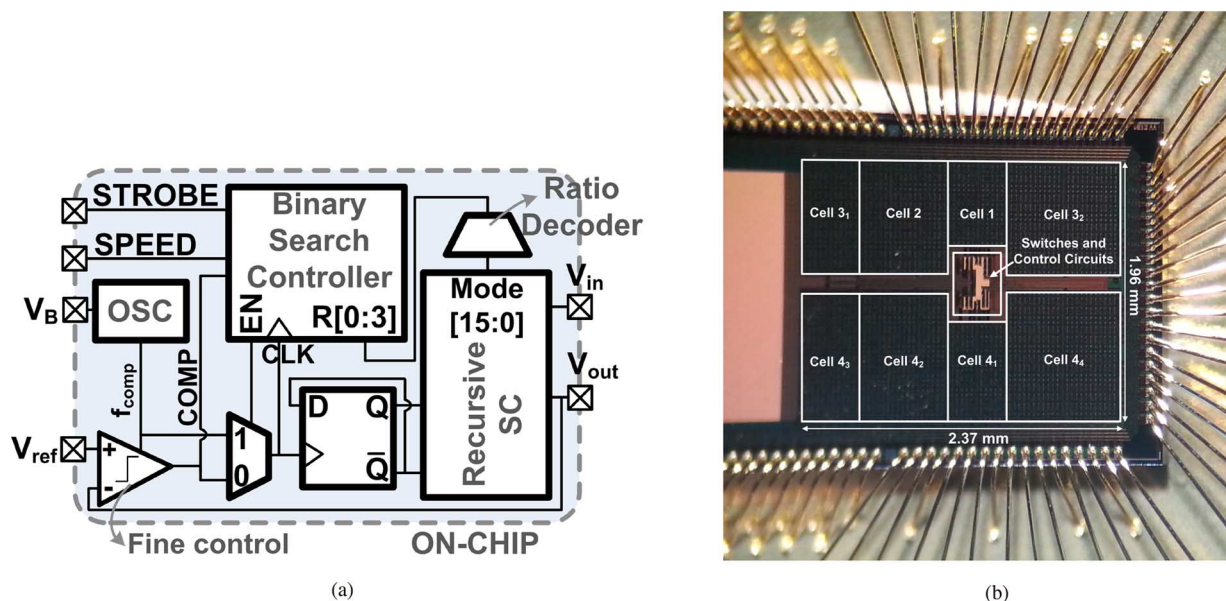 STROBE
SPEED
V_B
OSC
V_ref
+
-
f_comp
COMP
Fine control
Binary
Search
Controller
EN
R[0:3]
CLK
1
0
D
Q
Q̅
Ratio
Decoder
Mode
[15:0]
Recursive
SC
V_in
V_out
ON-CHIP
(a)
Cell 3₁
Cell 2
Cell 1
Cell 3₂
Switches and
Control Circuits
Cell 4₃
Cell 4₂
Cell 4₁
Cell 4₄
1.96 mm
2.37 mm
(b)